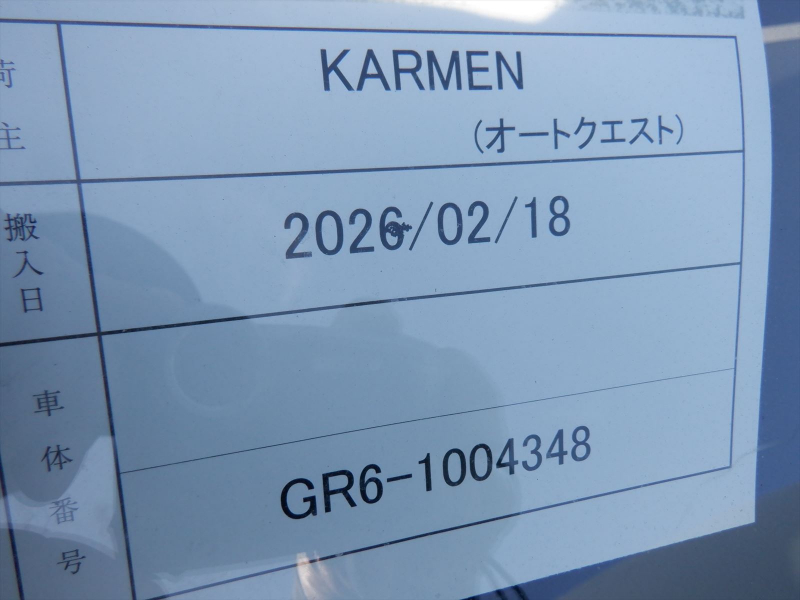 荷主
KARMEN
(オートクエスト)
搬入日
2026/02/18
車体番号
GR6-1004348